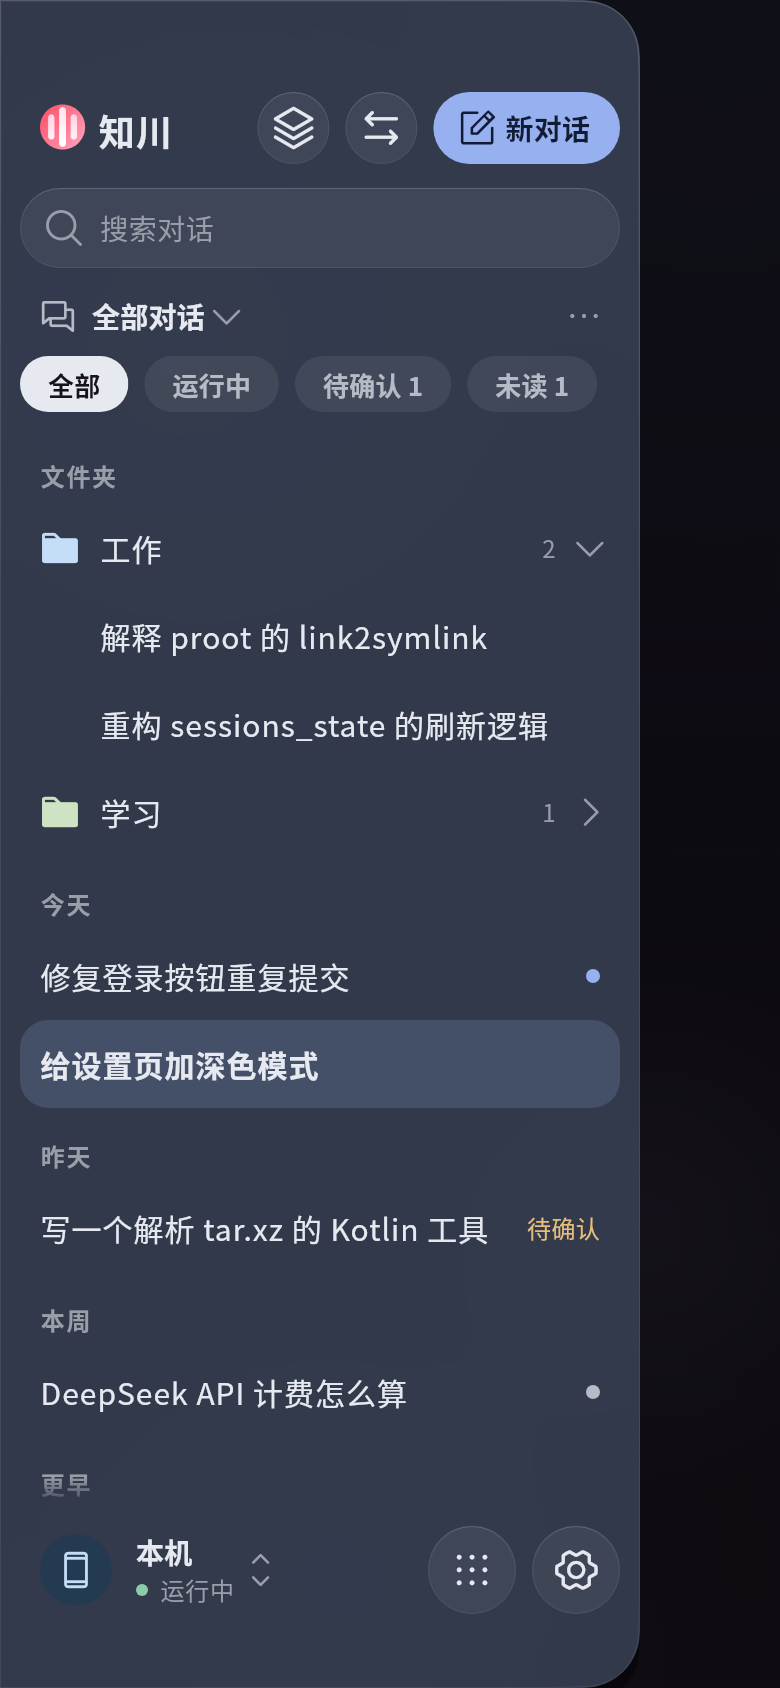 知川
新对话
搜索对话
全部对话
全部 运行中 待确认 1 未读 1
文件夹
工作 2
解释 proot 的 link2symlink
重构 sessions_state 的刷新逻辑
学习 1
今天
修复登录按钮重复提交
给设置页加深色模式
昨天
写一个解析 tar.xz 的 Kotlin 工具 待确认
本周
DeepSeek API 计费怎么算
更早
本机
运行中